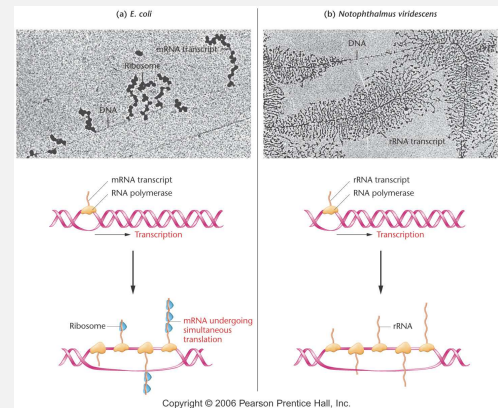 (a) E. coli
mRNA transcript
Ribosome
DNA
mRNA transcript
RNA polymerase
Transcription
Ribosome
mRNA undergoing
simultaneous
translation
(b) Notophthalmus viridescens
DNA
rRNA transcript
rRNA transcript
RNA polymerase
Transcription
rRNA
Copyright © 2006 Pearson Prentice Hall, Inc.